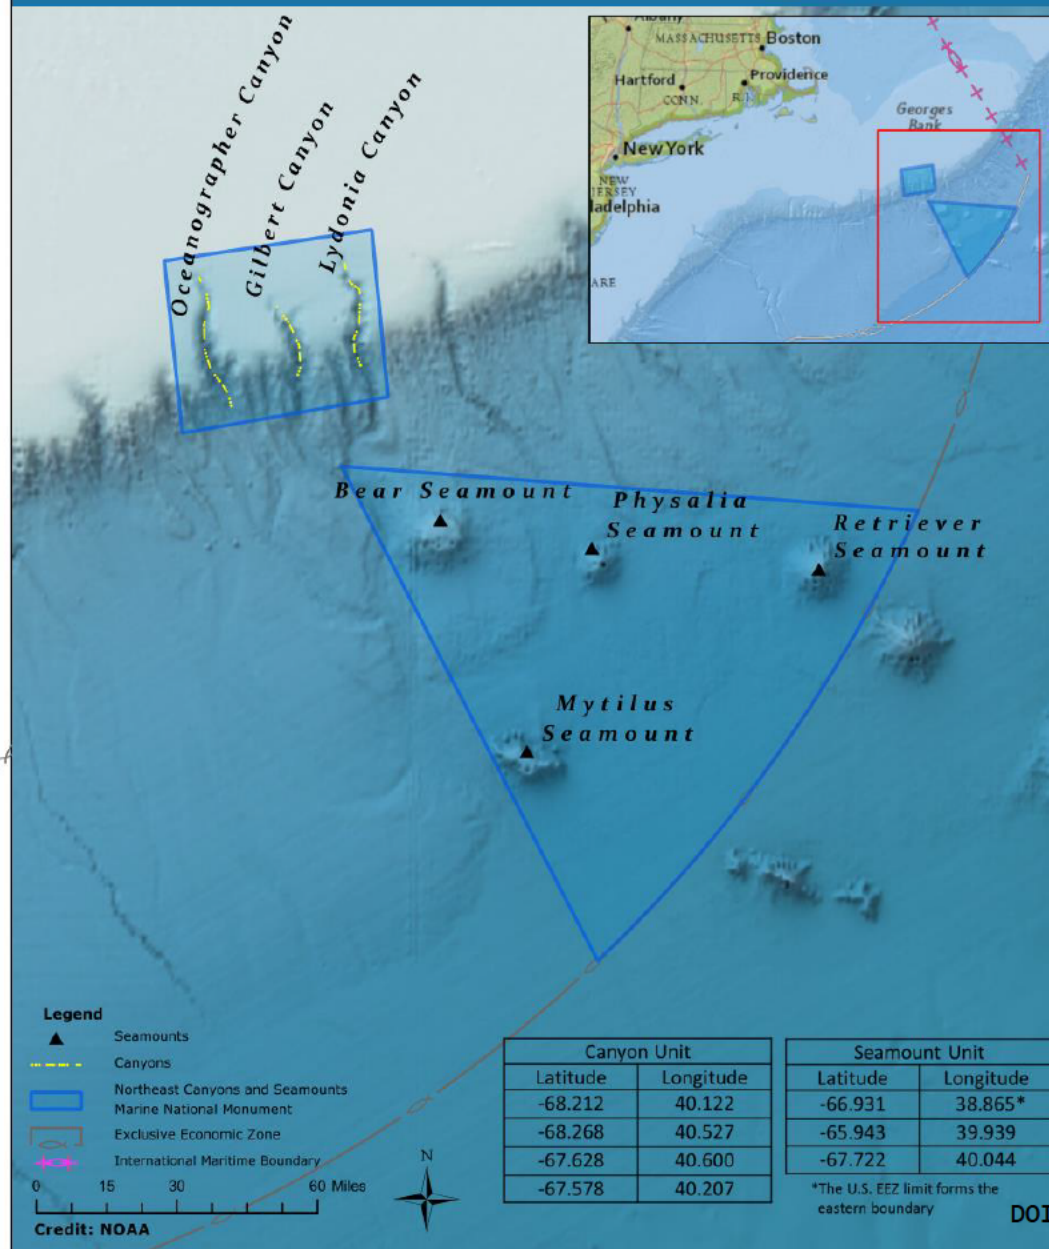 Oceanographer Canyon
Gilbert Canyon
Lydonia Canyon
Albany
MASSACHUSETTS
Boston
Hartford
Providence
CONN.
R.I.
Georges
Bank
New York
NEW
JERSEY
ladelphia
ARE
Bear Seamount
Physalia
Seamount
Retriever
Seamount
Mytilus
Seamount
Legend
Seamounts
Canyons
Northeast Canyons and Seamounts
Marine National Monument
Exclusive Economic Zone
International Maritime Boundary
0 15 30 60 Miles
Credit: NOAA
N
Canyon Unit
Latitude Longitude
-68.212 40.122
-68.268 40.527
-67.628 40.600
-67.578 40.207
Seamount Unit
Latitude Longitude
-66.931 38.865*
-65.943 39.939
-67.722 40.044
*The U.S. EEZ limit forms the
eastern boundary
DOI